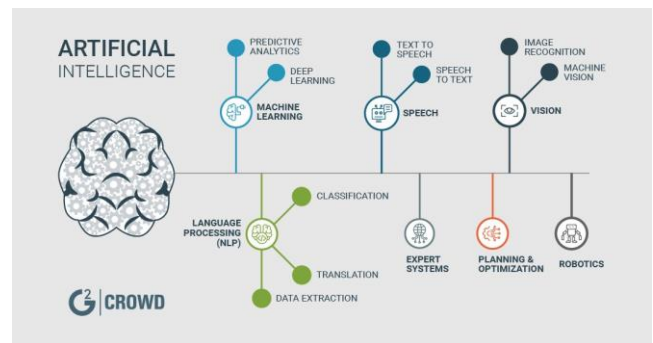 ARTIFICIAL
INTELLIGENCE
PREDICTIVE
ANALYTICS
DEEP
LEARNING
MACHINE
LEARNING
TEXT TO
SPEECH
SPEECH
TO TEXT
SPEECH
IMAGE
RECOGNITION
MACHINE
VISION
VISION
LANGUAGE
PROCESSING
(NLP)
CLASSIFICATION
TRANSLATION
DATA EXTRACTION
EXPERT
SYSTEMS
PLANNING &
OPTIMIZATION
ROBOTICS
G2 | CROWD